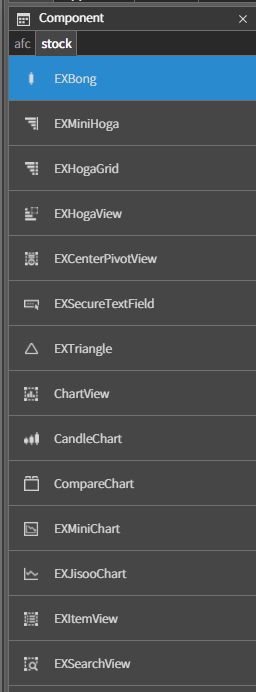 Component
afc stock
EXBong
EXMiniHoga
EXHogaGrid
EXHogaView
EXCenterPivotView
EXSecureTextField
EXTriangle
ChartView
CandleChart
CompareChart
EXMiniChart
EXJisooChart
EXItemView
EXSearchView